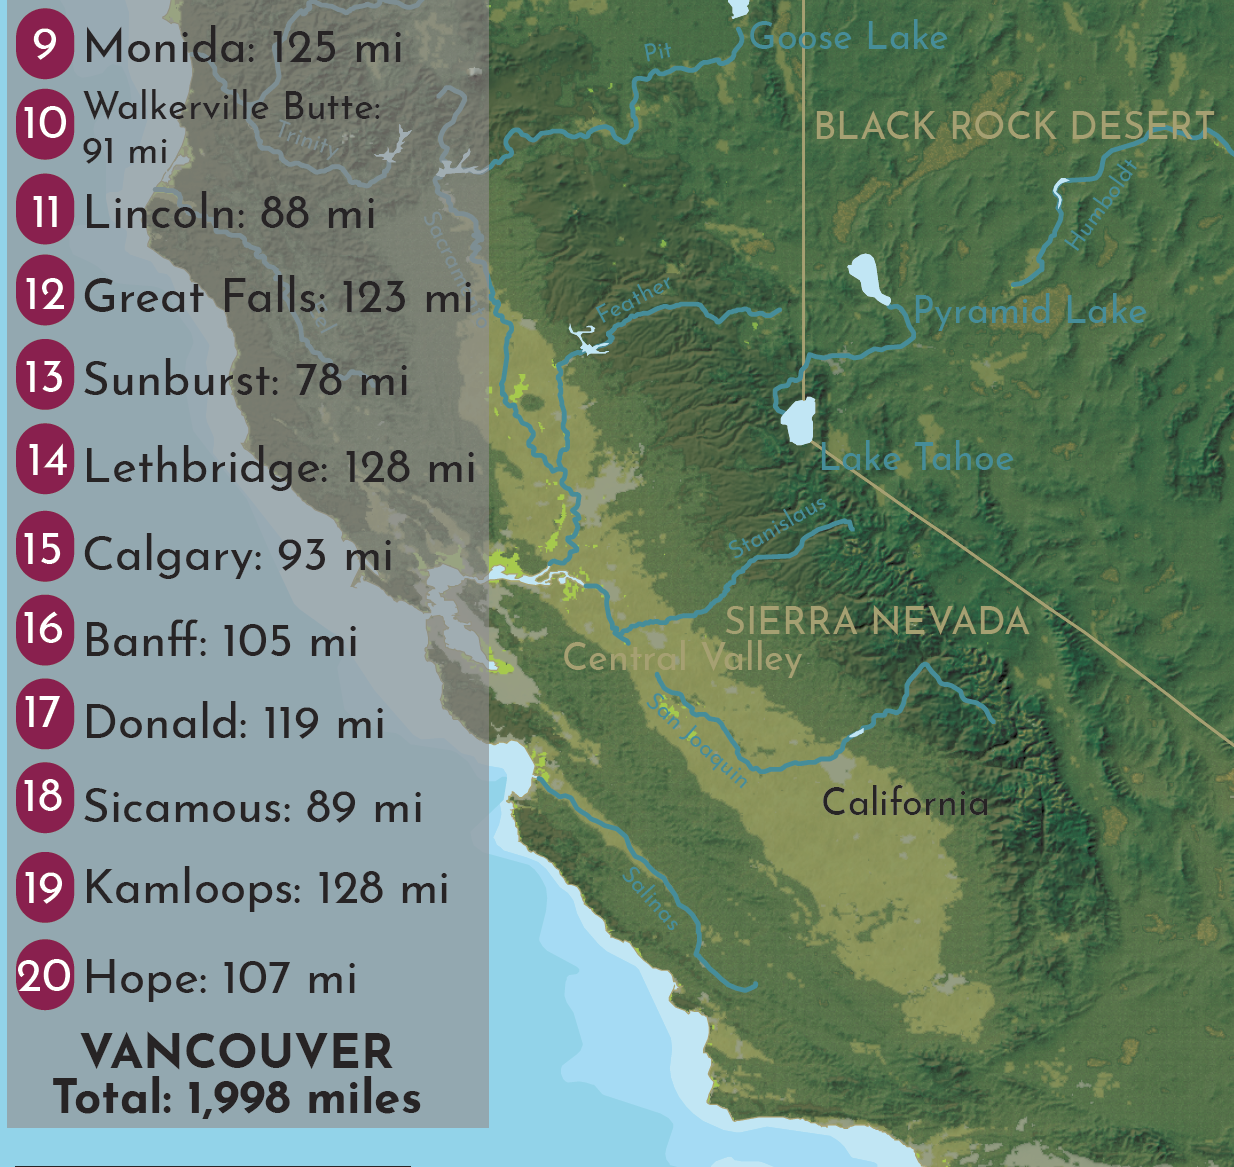 9 Monida: 125 mi
10 Walkerville Butte:
91 mi
11 Lincoln: 88 mi
12 Great Falls: 123 mi
13 Sunburst: 78 mi
14 Lethbridge: 128 mi
15 Calgary: 93 mi
16 Banff: 105 mi
17 Donald: 119 mi
18 Sicamous: 89 mi
19 Kamloops: 128 mi
20 Hope: 107 mi
VANCOUVER
Total: 1,998 miles
Goose Lake
Pit
BLACK ROCK DESERT
Trinity
Humboldt
Feather
Pyramid Lake
Lake Tahoe
Stanislaus
SIERRA NEVADA
Central Valley
San Joaquin
California
Salinas